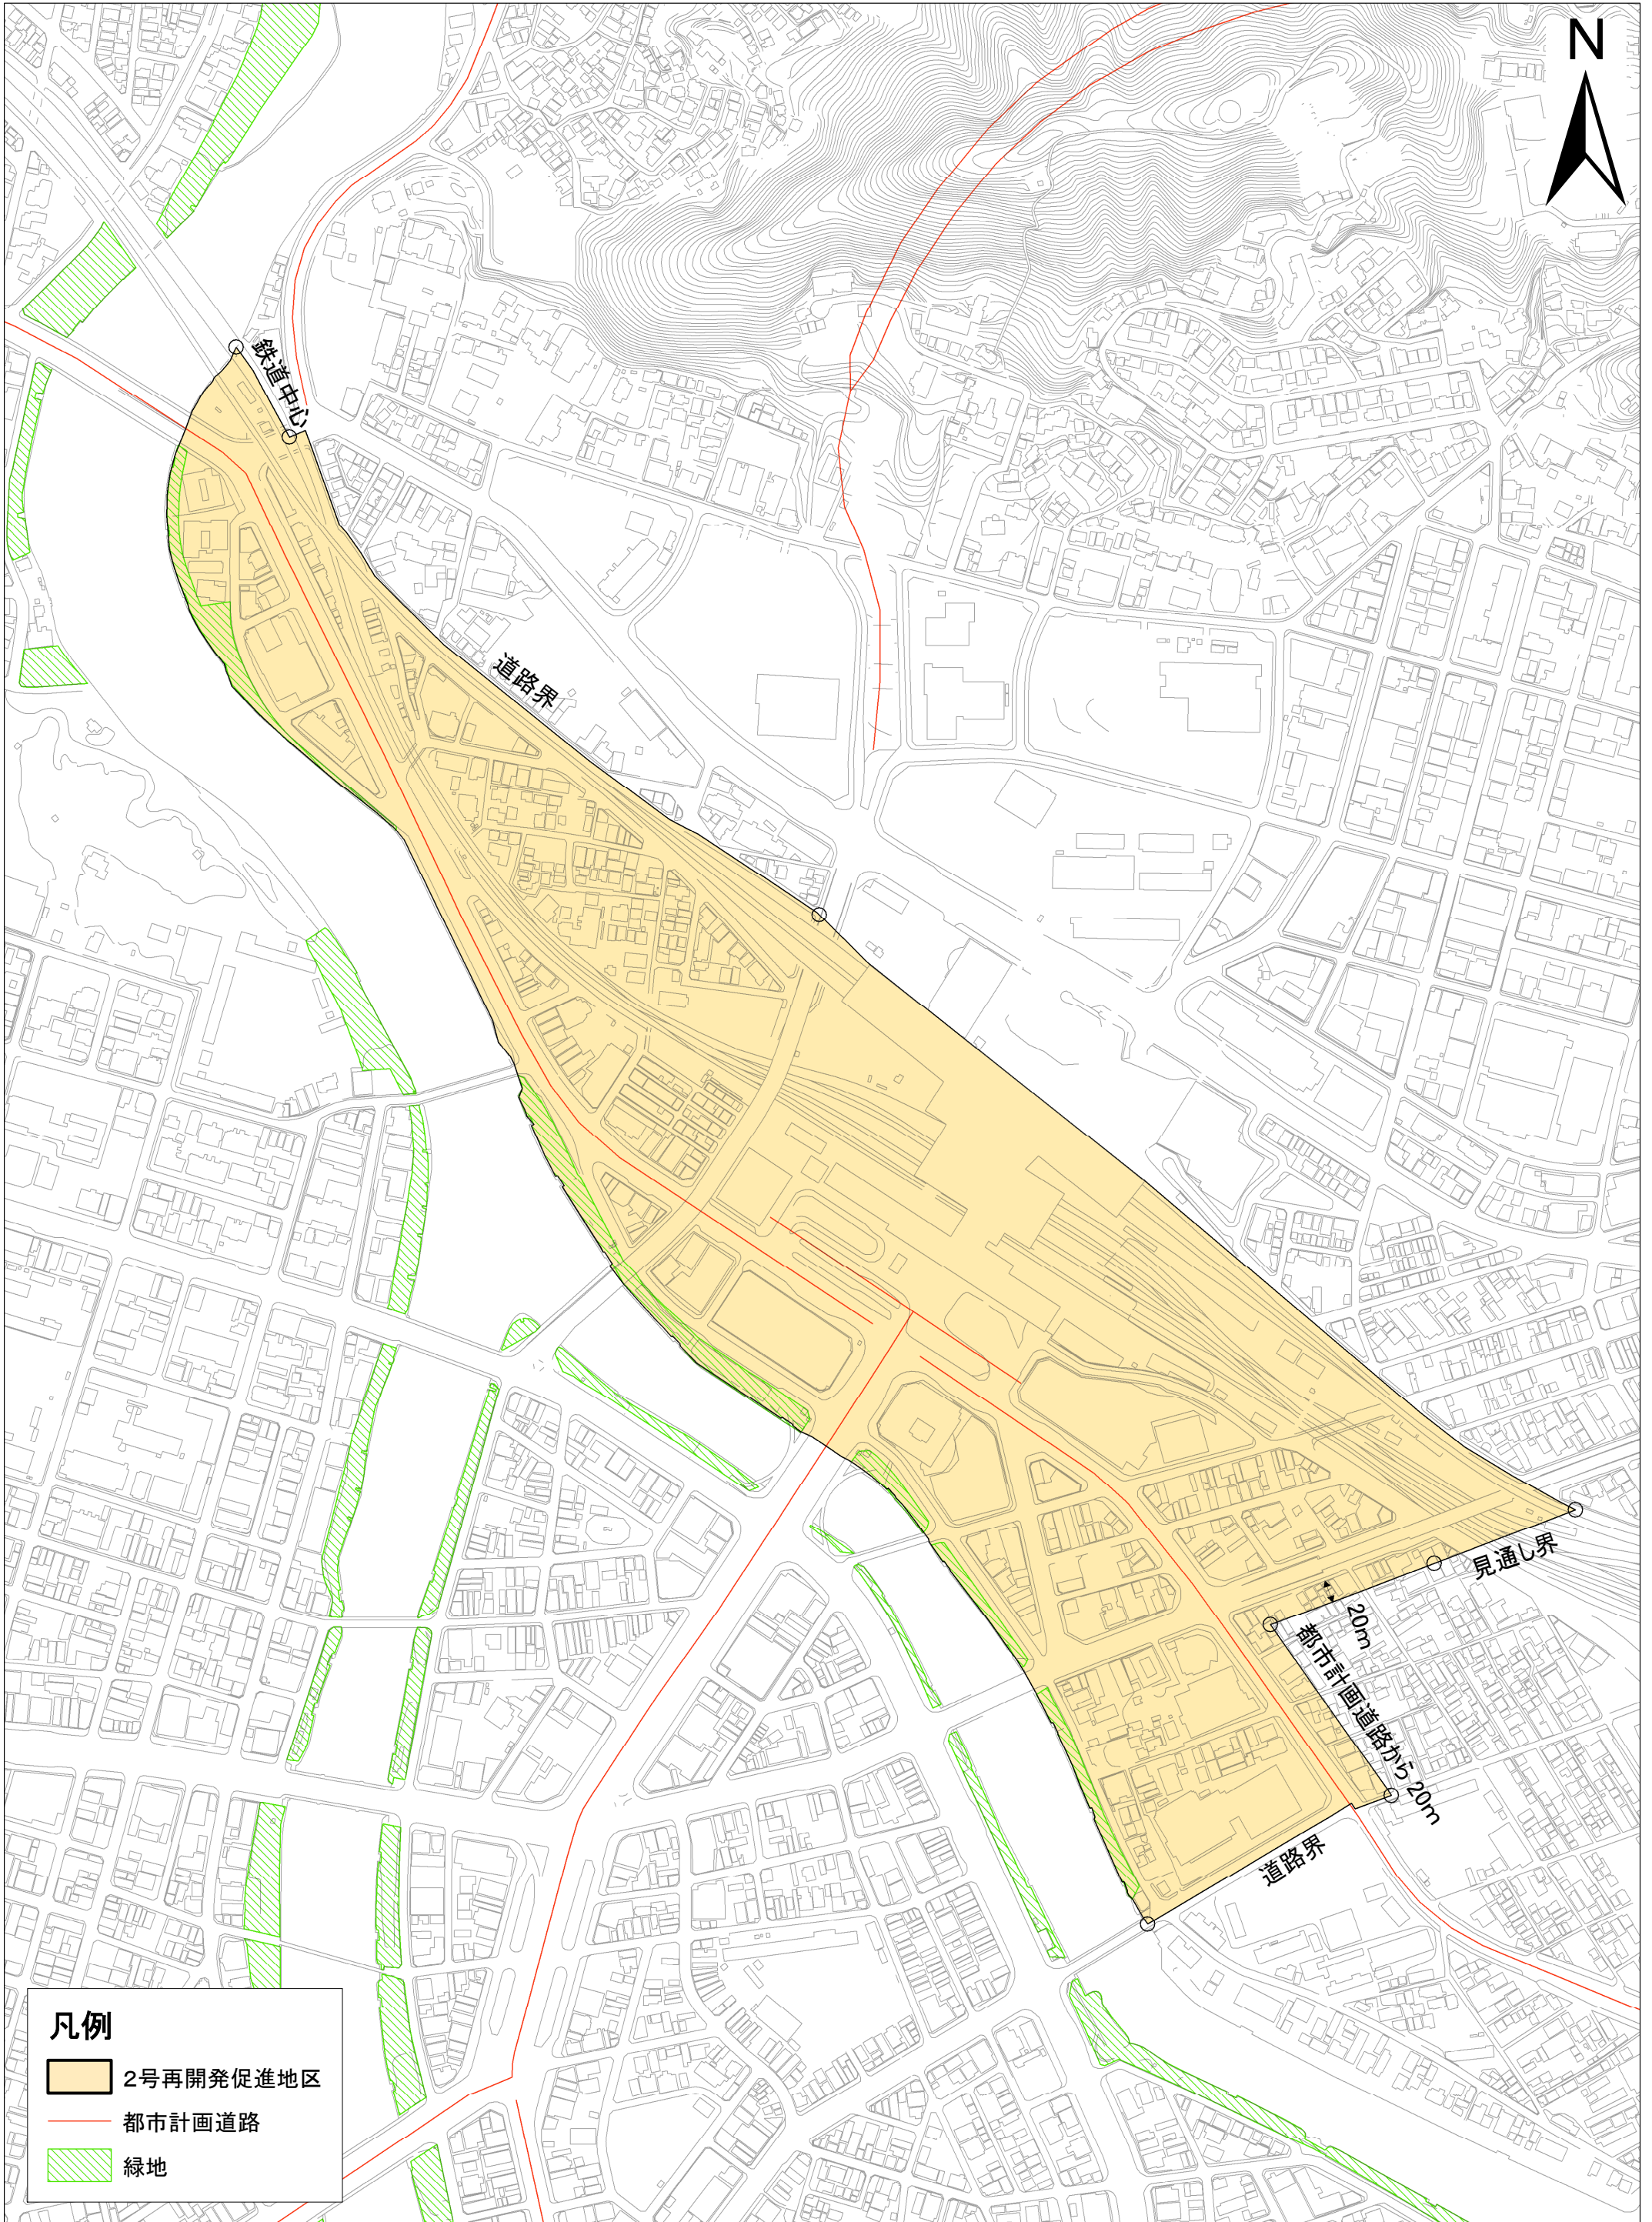 N
鉄道中心
道路界
見通し界
20m
都市計画道路から20m
道路界
凡例
2号再開発促進地区
都市計画道路
緑地